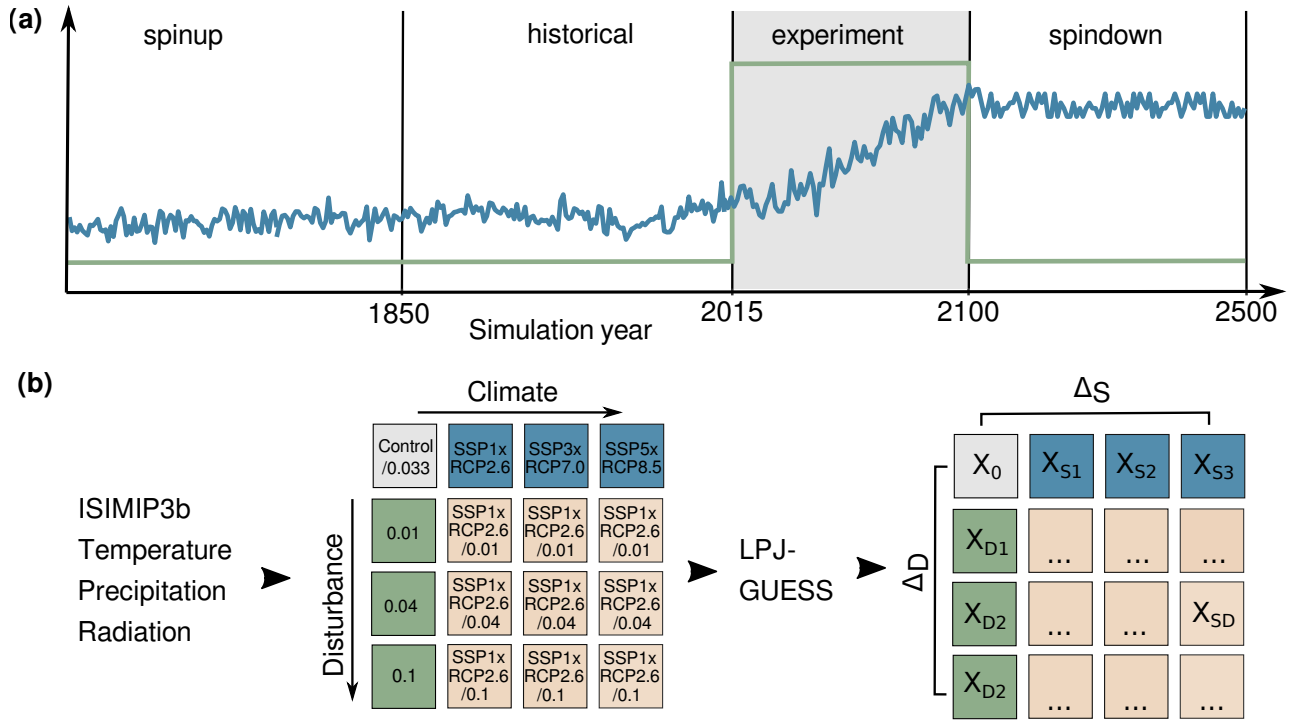 (a)
spinup historical experiment spindown
1850 2015 2100 2500
Simulation year
(b)
ISIMIP3b
Temperature
Precipitation
Radiation
Climate
Disturbance
Control
/0.033
SSP1x
RCP2.6
SSP3x
RCP7.0
SSP5x
RCP8.5
0.01
SSP1x
RCP2.6
/0.01
SSP1x
RCP2.6
/0.01
SSP1x
RCP2.6
/0.01
0.04
SSP1x
RCP2.6
/0.04
SSP1x
RCP2.6
/0.04
SSP1x
RCP2.6
/0.04
0.1
SSP1x
RCP2.6
/0.1
SSP1x
RCP2.6
/0.1
SSP1x
RCP2.6
/0.1
LPJ-
GUESS
ΔS
ΔD
X0 XS1 XS2 XS3
XD1 ... ... ...
XD2 ... ... XSD
XD2 ... ... ...